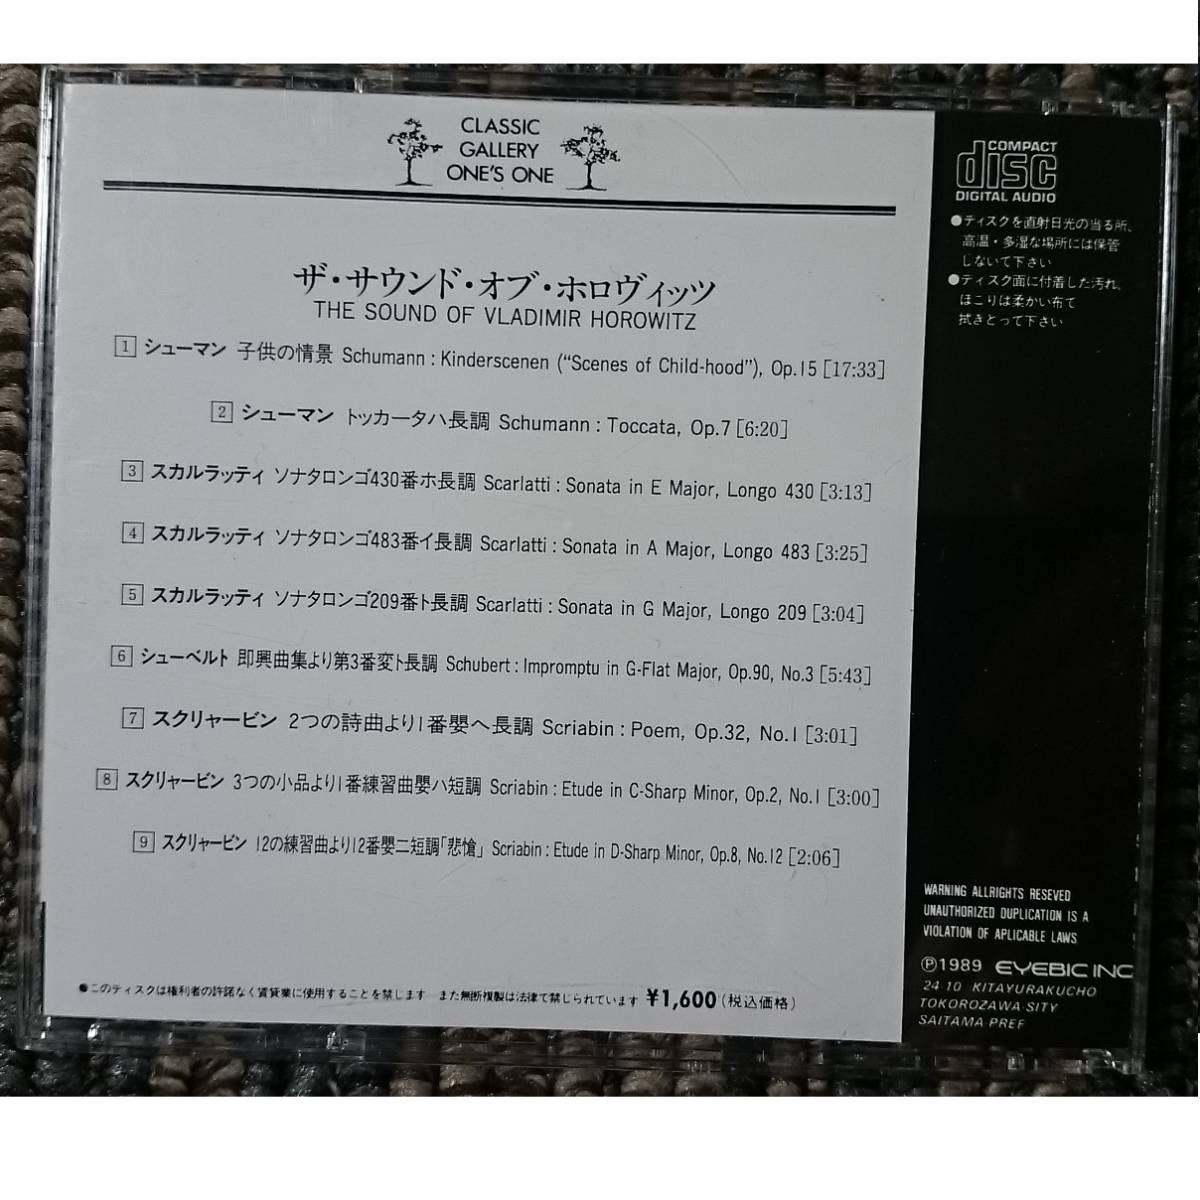 CLASSIC
GALLERY
ONE'S ONE
ザ・サウンド・オブ・ホロヴィッツ
THE SOUND OF VLADIMIR HOROWITZ
1 シューマン 子供の情景 Schumann : Kinderscenen (“Scenes of Child-hood”), Op.15 [17:33]
2 シューマン トッカータハ長調 Schumann : Toccata, Op.7 [6:20]
3 スカルラッティ ソナタロンゴ430番ホ長調 Scarlatti : Sonata in E Major, Longo 430 [3:13]
4 スカルラッティ ソナタロンゴ483番イ長調 Scarlatti : Sonata in A Major, Longo 483 [3:25]
5 スカルラッティ ソナタロンゴ209番ト長調 Scarlatti : Sonata in G Major, Longo 209 [3:04]
6 シューベルト 即興曲集より第3番変ト長調 Schubert : Impromptu in G-Flat Major, Op.90, No.3 [5:43]
7 スクリャービン 2つの詩曲より1番嬰ヘ長調 Scriabin : Poem, Op.32, No.1 [3:01]
8 スクリャービン 3つの小品より1番練習曲嬰ハ短調 Scriabin : Etude in C-Sharp Minor, Op.2, No.1 [3:00]
9 スクリャービン 12の練習曲より12番嬰ニ短調「悲愴」 Scriabin : Etude in D-Sharp Minor, Op.8, No.12 [2:06]
●このディスクは権利者の許諾なく賃貸業に使用することを禁じます また無断複製は法律で禁じられています ¥1,600(税込価格)
COMPACT
disc
DIGITAL AUDIO
●ディスクを直射日光の当る所、
高温・多湿な場所には保管
しないで下さい
●ディスク面に付着した汚れ、
ほこりは柔かい布で
拭きとって下さい
WARNING ALLRIGHTS RESEVED
UNAUTHORIZED DUPLICATION IS A
VIOLATION OF APLICABLE LAWS
Ⓟ1989 EYEBIC INC
24-10 KITAYURAKUCHO
TOKOROZAWA-SITY
SAITAMA PREF